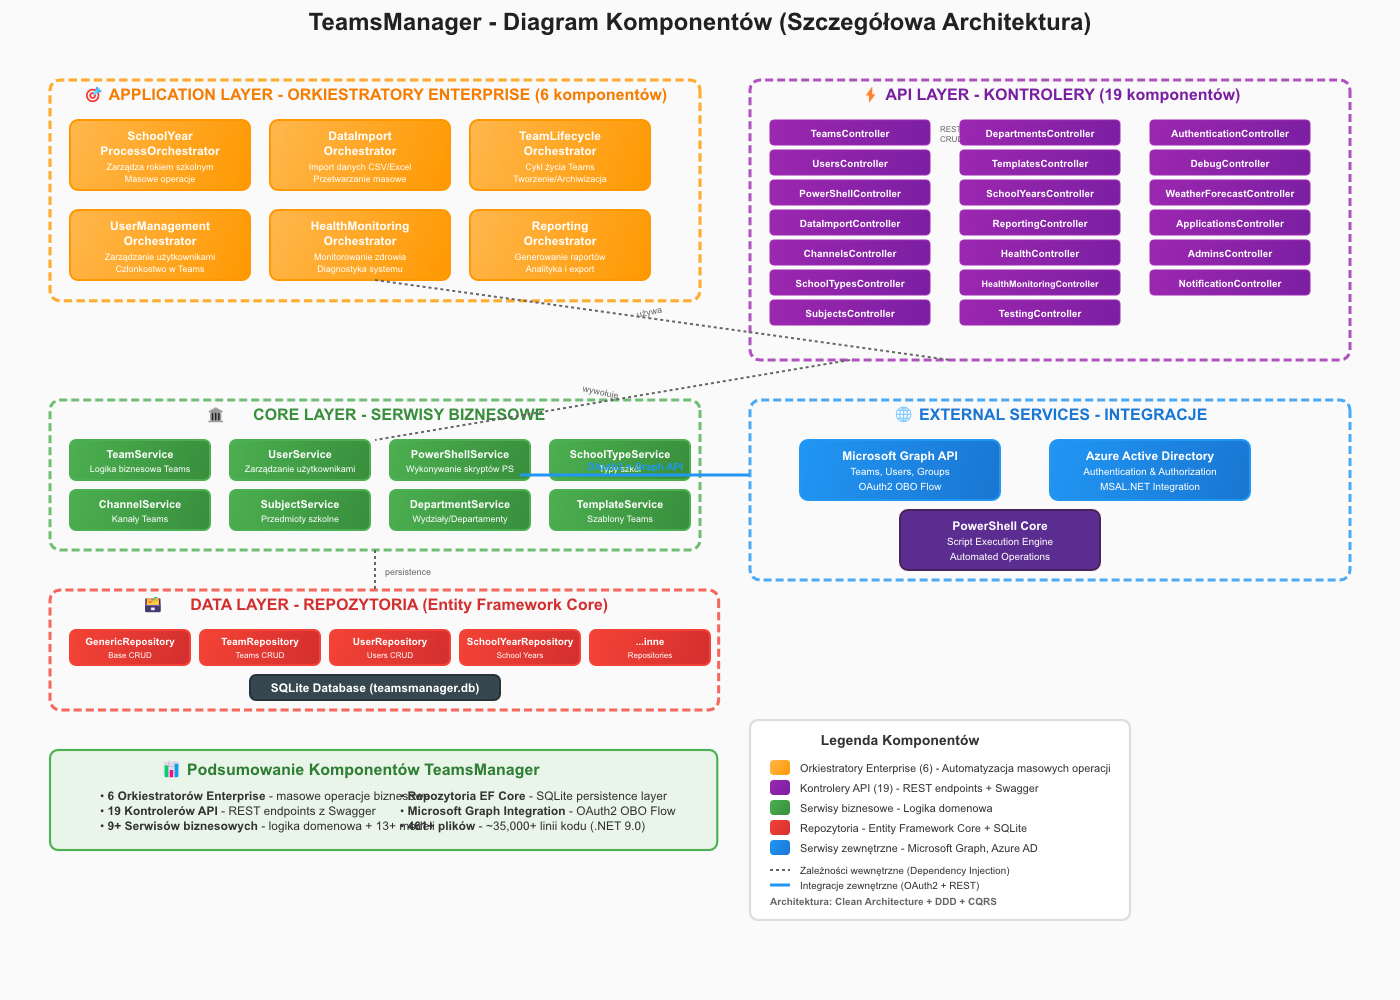 TeamsManager - Diagram Komponentów (Szczegółowa Architektura)
APPLICATION LAYER - ORKIESTRATORY ENTERPRISE (6 komponentów)
SchoolYear
ProcessOrchestrator
Zarządza rokiem szkolnym
Masowe operacje
DataImport
Orchestrator
Import danych CSV/Excel
Przetwarzanie masowe
TeamLifecycle
Orchestrator
Cykl życia Teams
Tworzenie/Archiwizacja
UserManagement
Orchestrator
Zarządzanie użytkownikami
Członkostwo w Teams
HealthMonitoring
Orchestrator
Monitorowanie zdrowia
Diagnostyka systemu
Reporting
Orchestrator
Generowanie raportów
Analityka i export
API LAYER - KONTROLERY (19 komponentów)
TeamsController
UsersController
PowerShellController
DataImportController
ChannelsController
SchoolTypesController
SubjectsController
REST
CRUD
DepartmentsController
TemplatesController
SchoolYearsController
ReportingController
HealthController
HealthMonitoringController
TestingController
AuthenticationController
DebugController
WeatherForecastController
ApplicationsController
AdminsController
NotificationController
używa
wywołuje
CORE LAYER - SERWISY BIZNESOWE
TeamService
Logika biznesowa Teams
UserService
Zarządzanie użytkownikami
PowerShellService
Wykonywanie skryptów PS
SchoolTypeService
Typy szkół
Graph API
ChannelService
Kanały Teams
SubjectService
Przedmioty szkolne
DepartmentService
Wydziały/Departamenty
TemplateService
Szablony Teams
EXTERNAL SERVICES - INTEGRACJE
Microsoft Graph API
Teams, Users, Groups
OAuth2 OBO Flow
Azure Active Directory
Authentication & Authorization
MSAL.NET Integration
PowerShell Core
Script Execution Engine
Automated Operations
persistence
DATA LAYER - REPOZYTORIA (Entity Framework Core)
GenericRepository
Base CRUD
TeamRepository
Teams CRUD
UserRepository
Users CRUD
SchoolYearRepository
School Years
...inne
Repositories
SQLite Database (teamsmanager.db)
Podsumowanie Komponentów TeamsManager
• 6 Orkiestratorów Enterprise - masowe operacje biznesowe
• 19 Kontrolerów API - REST endpoints z Swagger
• 9+ Serwisów biznesowych - logika domenowa + 13+ modeli
• Repozytoria EF Core - SQLite persistence layer
• Microsoft Graph Integration - OAuth2 OBO Flow
• 461+ plików - ~35,000+ linii kodu (.NET 9.0)
Legenda Komponentów
Orkiestratory Enterprise (6) - Automatyzacja masowych operacji
Kontrolery API (19) - REST endpoints + Swagger
Serwisy biznesowe - Logika domenowa
Repozytoria - Entity Framework Core + SQLite
Serwisy zewnętrzne - Microsoft Graph, Azure AD
Zależności wewnętrzne (Dependency Injection)
Integracje zewnętrzne (OAuth2 + REST)
Architektura: Clean Architecture + DDD + CQRS